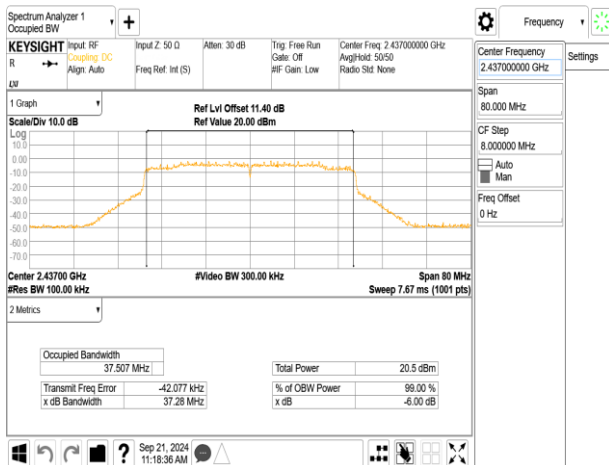 Spectrum Analyzer 1
Occupied BW
Frequency
KEYSIGHT
R
Input: RF
Coupling: DC
Align: Auto
Input Z: 50 Ω
Freq Ref: Int (S)
Atten: 30 dB
Trig: Free Run
Gate: Off
#IF Gain: Low
Center Freq: 2.437000000 GHz
Avg|Hold: 50/50
Radio Std: None
Center Frequency
2.437000000 GHz
Settings
Span
80.000 MHz
CF Step
8.000000 MHz
Auto
Man
Freq Offset
0 Hz
1 Graph
Scale/Div 10.0 dB
Ref Lvl Offset 11.40 dB
Ref Value 20.00 dBm
Log
10.0
0.00
-10.0
-20.0
-30.0
-40.0
-50.0
-60.0
-70.0
Center 2.43700 GHz
#Res BW 100.00 kHz
#Video BW 300.00 kHz
Span 80 MHz
Sweep 7.67 ms (1001 pts)
2 Metrics
Occupied Bandwidth
37.507 MHz
Transmit Freq Error -42.077 kHz
x dB Bandwidth 37.28 MHz
Total Power 20.5 dBm
% of OBW Power 99.00 %
x dB -6.00 dB
?
Sep 21, 2024
11:18:36 AM